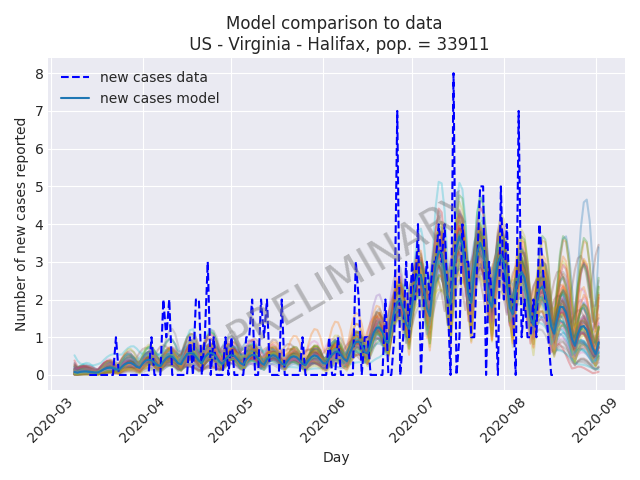 Model comparison to data
US - Virginia - Halifax, pop. = 33911
Number of new cases reported
8
7
6
5
4
3
2
1
0
new cases data
new cases model
PRELIMINARY
2020-03
2020-04
2020-05
2020-06
2020-07
2020-08
2020-09
Day